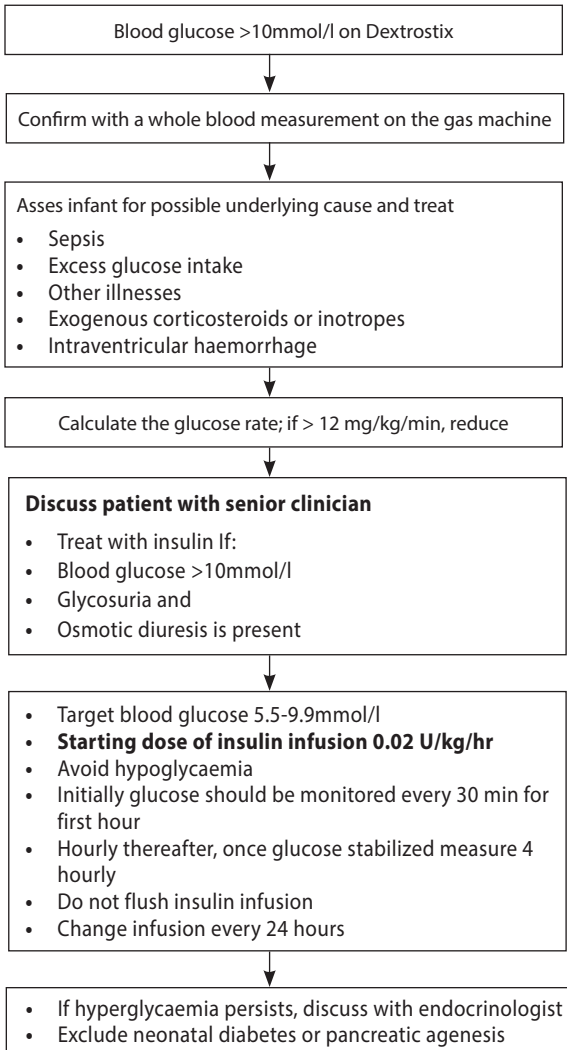 Blood glucose >10mmol/l on Dextrostix
Confirm with a whole blood measurement on the gas machine
Asses infant for possible underlying cause and treat
• Sepsis
• Excess glucose intake
• Other illnesses
• Exogenous corticosteroids or inotropes
• Intraventricular haemorrhage
Calculate the glucose rate; if > 12 mg/kg/min, reduce
Discuss patient with senior clinician
• Treat with insulin If:
• Blood glucose >10mmol/l
• Glycosuria and
• Osmotic diuresis is present
• Target blood glucose 5.5-9.9mmol/l
• Starting dose of insulin infusion 0.02 U/kg/hr
• Avoid hypoglycaemia
• Initially glucose should be monitored every 30 min for
first hour
• Hourly thereafter, once glucose stabilized measure 4
hourly
• Do not flush insulin infusion
• Change infusion every 24 hours
• If hyperglycaemia persists, discuss with endocrinologist
• Exclude neonatal diabetes or pancreatic agenesis